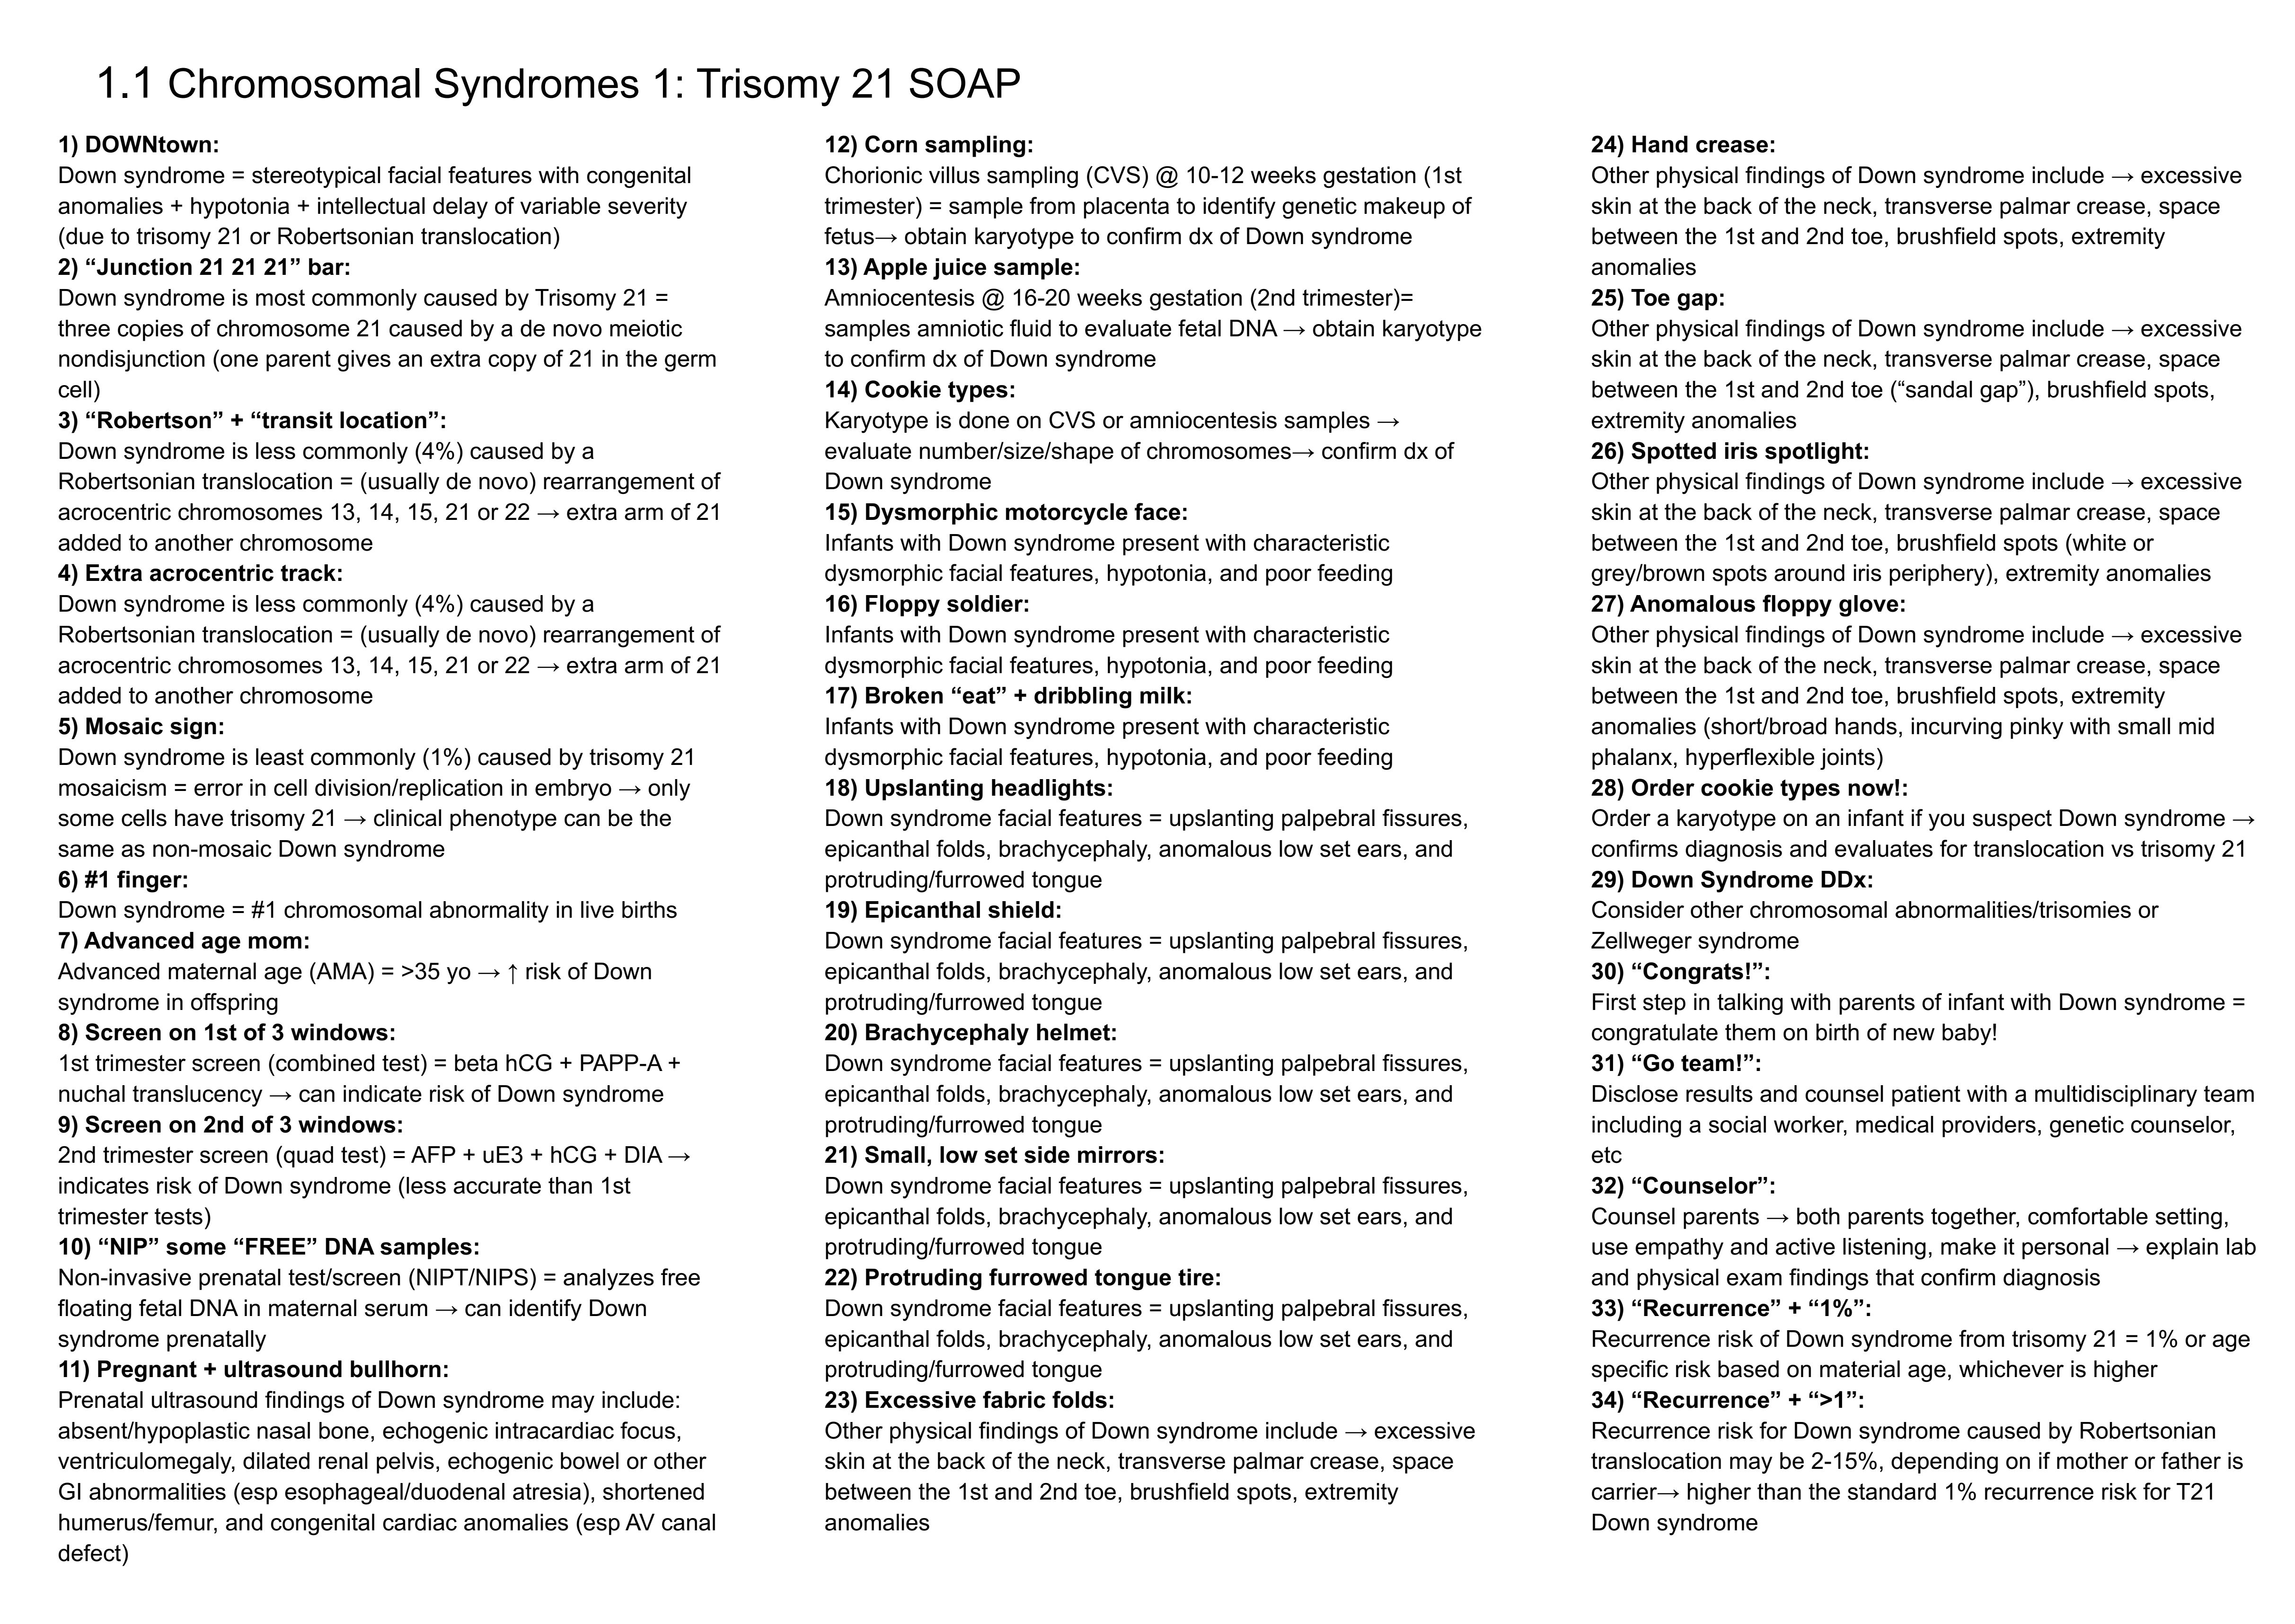 1.1 Chromosomal Syndromes 1: Trisomy 21 SOAP
1) DOWNtown:
Down syndrome = stereotypical facial features with congenital
anomalies + hypotonia + intellectual delay of variable severity
(due to trisomy 21 or Robertsonian translocation)
2) “Junction 21 21 21” bar:
Down syndrome is most commonly caused by Trisomy 21 =
three copies of chromosome 21 caused by a de novo meiotic
nondisjunction (one parent gives an extra copy of 21 in the germ
cell)
3) “Robertson” + “transit location”:
Down syndrome is less commonly (4%) caused by a
Robertsonian translocation = (usually de novo) rearrangement of
acrocentric chromosomes 13, 14, 15, 21 or 22 → extra arm of 21
added to another chromosome
4) Extra acrocentric track:
Down syndrome is less commonly (4%) caused by a
Robertsonian translocation = (usually de novo) rearrangement of
acrocentric chromosomes 13, 14, 15, 21 or 22 → extra arm of 21
added to another chromosome
5) Mosaic sign:
Down syndrome is least commonly (1%) caused by trisomy 21
mosaicism = error in cell division/replication in embryo → only
some cells have trisomy 21 → clinical phenotype can be the
same as non-mosaic Down syndrome
6) #1 finger:
Down syndrome = #1 chromosomal abnormality in live births
7) Advanced age mom:
Advanced maternal age (AMA) = >35 yo → ↑ risk of Down
syndrome in offspring
8) Screen on 1st of 3 windows:
1st trimester screen (combined test) = beta hCG + PAPP-A +
nuchal translucency → can indicate risk of Down syndrome
9) Screen on 2nd of 3 windows:
2nd trimester screen (quad test) = AFP + uE3 + hCG + DIA →
indicates risk of Down syndrome (less accurate than 1st
trimester tests)
10) “NIP” some “FREE” DNA samples:
Non-invasive prenatal test/screen (NIPT/NIPS) = analyzes free
floating fetal DNA in maternal serum → can identify Down
syndrome prenatally
11) Pregnant + ultrasound bullhorn:
Prenatal ultrasound findings of Down syndrome may include:
absent/hypoplastic nasal bone, echogenic intracardiac focus,
ventriculomegaly, dilated renal pelvis, echogenic bowel or other
GI abnormalities (esp esophageal/duodenal atresia), shortened
humerus/femur, and congenital cardiac anomalies (esp AV canal
defect)
12) Corn sampling:
Chorionic villus sampling (CVS) @ 10-12 weeks gestation (1st
trimester) = sample from placenta to identify genetic makeup of
fetus→ obtain karyotype to confirm dx of Down syndrome
13) Apple juice sample:
Amniocentesis @ 16-20 weeks gestation (2nd trimester)=
samples amniotic fluid to evaluate fetal DNA → obtain karyotype
to confirm dx of Down syndrome
14) Cookie types:
Karyotype is done on CVS or amniocentesis samples →
evaluate number/size/shape of chromosomes→ confirm dx of
Down syndrome
15) Dysmorphic motorcycle face:
Infants with Down syndrome present with characteristic
dysmorphic facial features, hypotonia, and poor feeding
16) Floppy soldier:
Infants with Down syndrome present with characteristic
dysmorphic facial features, hypotonia, and poor feeding
17) Broken “eat” + dribbling milk:
Infants with Down syndrome present with characteristic
dysmorphic facial features, hypotonia, and poor feeding
18) Upslanting headlights:
Down syndrome facial features = upslanting palpebral fissures,
epicanthal folds, brachycephaly, anomalous low set ears, and
protruding/furrowed tongue
19) Epicanthal shield:
Down syndrome facial features = upslanting palpebral fissures,
epicanthal folds, brachycephaly, anomalous low set ears, and
protruding/furrowed tongue
20) Brachycephaly helmet:
Down syndrome facial features = upslanting palpebral fissures,
epicanthal folds, brachycephaly, anomalous low set ears, and
protruding/furrowed tongue
21) Small, low set side mirrors:
Down syndrome facial features = upslanting palpebral fissures,
epicanthal folds, brachycephaly, anomalous low set ears, and
protruding/furrowed tongue
22) Protruding furrowed tongue tire:
Down syndrome facial features = upslanting palpebral fissures,
epicanthal folds, brachycephaly, anomalous low set ears, and
protruding/furrowed tongue
23) Excessive fabric folds:
Other physical findings of Down syndrome include → excessive
skin at the back of the neck, transverse palmar crease, space
between the 1st and 2nd toe, brushfield spots, extremity
anomalies
24) Hand crease:
Other physical findings of Down syndrome include → excessive
skin at the back of the neck, transverse palmar crease, space
between the 1st and 2nd toe, brushfield spots, extremity
anomalies
25) Toe gap:
Other physical findings of Down syndrome include → excessive
skin at the back of the neck, transverse palmar crease, space
between the 1st and 2nd toe (“sandal gap”), brushfield spots,
extremity anomalies
26) Spotted iris spotlight:
Other physical findings of Down syndrome include → excessive
skin at the back of the neck, transverse palmar crease, space
between the 1st and 2nd toe, brushfield spots (white or
grey/brown spots around iris periphery), extremity anomalies
27) Anomalous floppy glove:
Other physical findings of Down syndrome include → excessive
skin at the back of the neck, transverse palmar crease, space
between the 1st and 2nd toe, brushfield spots, extremity
anomalies (short/broad hands, incurving pinky with small mid
phalanx, hyperflexible joints)
28) Order cookie types now!:
Order a karyotype on an infant if you suspect Down syndrome →
confirms diagnosis and evaluates for translocation vs trisomy 21
29) Down Syndrome DDx:
Consider other chromosomal abnormalities/trisomies or
Zellweger syndrome
30) “Congrats!”:
First step in talking with parents of infant with Down syndrome =
congratulate them on birth of new baby!
31) “Go team!”:
Disclose results and counsel patient with a multidisciplinary team
including a social worker, medical providers, genetic counselor,
etc
32) “Counselor”:
Counsel parents → both parents together, comfortable setting,
use empathy and active listening, make it personal → explain lab
and physical exam findings that confirm diagnosis
33) “Recurrence” + “1%”:
Recurrence risk of Down syndrome from trisomy 21 = 1% or age
specific risk based on material age, whichever is higher
34) “Recurrence” + “>1”:
Recurrence risk for Down syndrome caused by Robertsonian
translocation may be 2-15%, depending on if mother or father is
carrier→ higher than the standard 1% recurrence risk for T21
Down syndrome